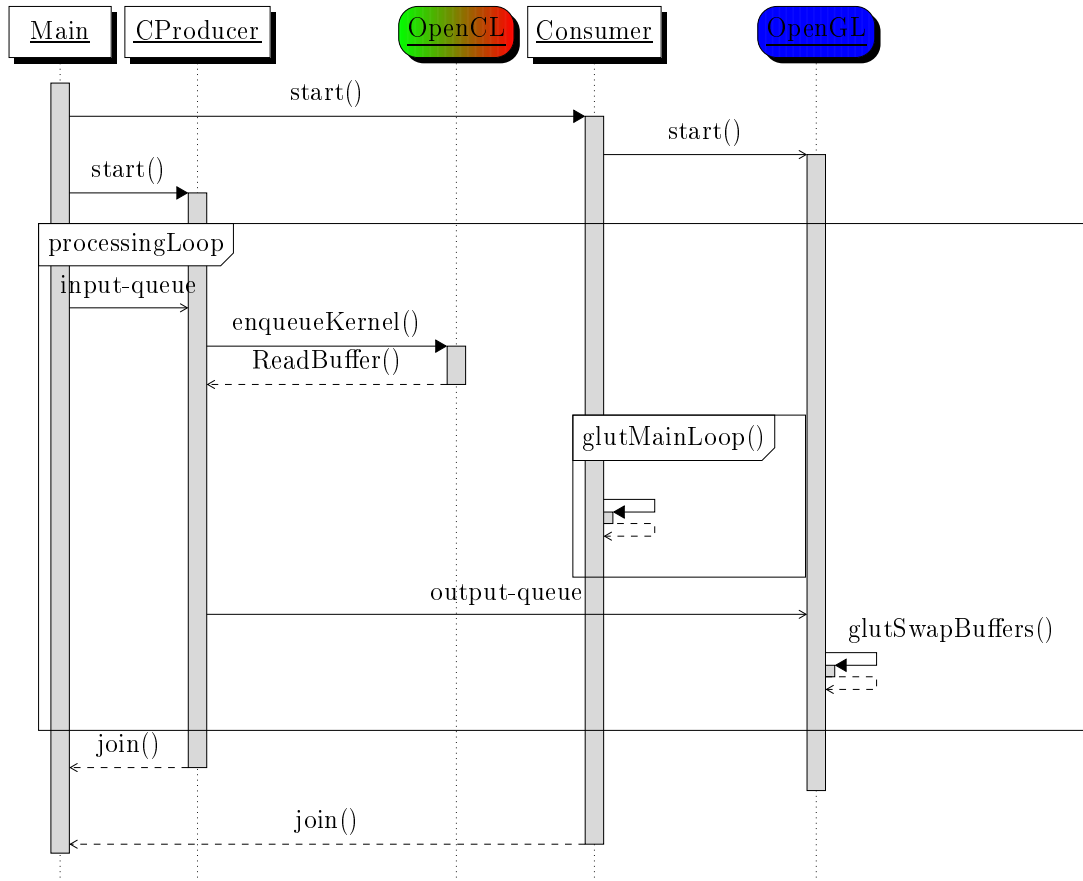 Main
CProducer
OpenCL
Consumer
OpenGL
start()
start()
start()
processingLoop
input-queue
enqueueKernel()
ReadBuffer()
glutMainLoop()
output-queue
glutSwapBuffers()
join()
join()